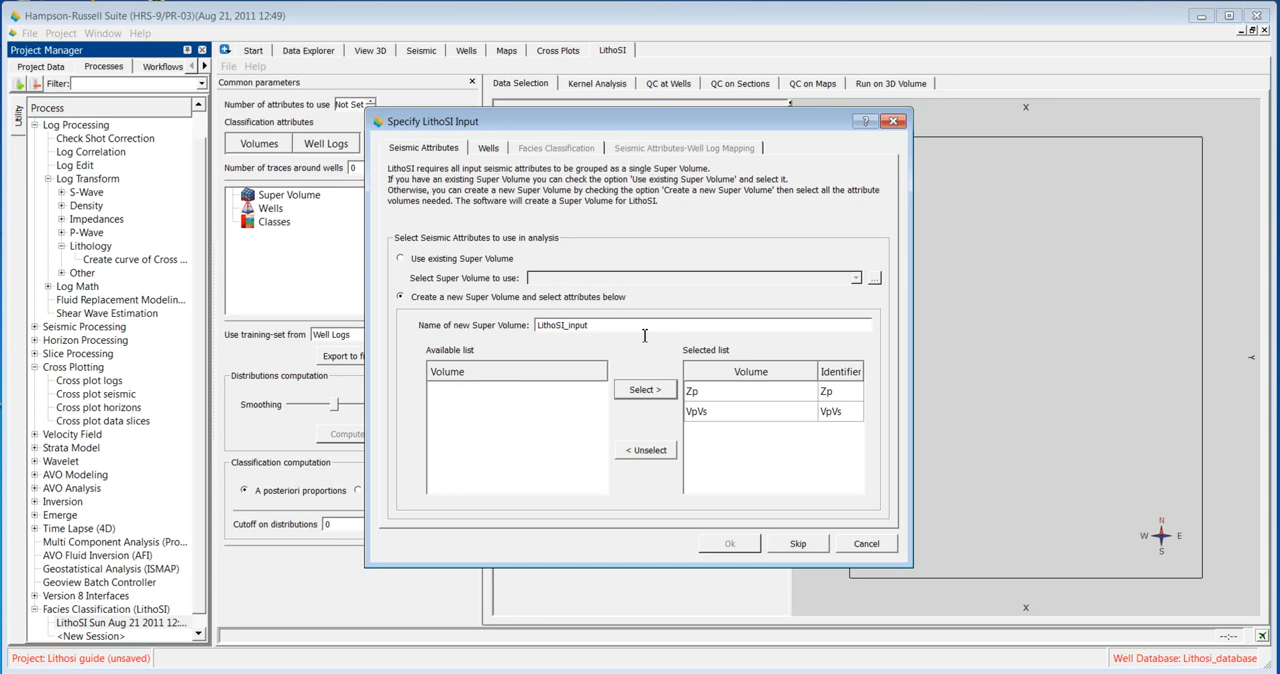 Hampson-Russell Suite (HRS-9/PR-03)(Aug 21, 2011 12:49)
File Project Window Help
Project Manager
Start Data Explorer View 3D Seismic Wells Maps Cross Plots LithoSI
Project Data Processes Workflows
File Help
Filter:
Common parameters
Data Selection Kernel Analysis QC at Wells QC on Sections QC on Maps Run on 3D Volume
Utility
Process
Log Processing
Check Shot Correction
Log Correlation
Log Edit
Log Transform
S-Wave
Density
Impedances
P-Wave
Lithology
Create curve of Cross ...
Other
Log Math
Fluid Replacement Modelin...
Shear Wave Estimation
Seismic Processing
Horizon Processing
Slice Processing
Cross Plotting
Cross plot logs
Cross plot seismic
Cross plot horizons
Cross plot data slices
Velocity Field
Strata Model
Wavelet
AVO Modeling
AVO Analysis
Inversion
Emerge
Time Lapse (4D)
Multi Component Analysis (Pro...
AVO Fluid Inversion (AFI)
Geostatistical Analysis (ISMAP)
Geoview Batch Controller
Version 8 Interfaces
Facies Classification (LithoSI)
LithoSI Sun Aug 21 2011 12:...
<New Session>
Number of attributes to use Not Set
Classification attributes
Volumes Well Logs
Number of traces around wells 0
Super Volume
Wells
Classes
Use training-set from Well Logs
Export to fi
Distributions computation
Smoothing
Compute
Classification computation
A posteriori proportions
Cutoff on distributions 0
Specify LithoSI Input
?
Seismic Attributes Wells Facies Classification Seismic Attributes-Well Log Mapping
LithoSI requires all input seismic attributes to be grouped as a single Super Volume.
If you have an existing Super Volume you can check the option 'Use existing Super Volume' and select it.
Otherwise, you can create a new Super Volume by checking the option 'Create a new Super Volume' then select all the attribute
volumes needed. The software will create a Super Volume for LithoSI.
Select Seismic Attributes to use in analysis
Use existing Super Volume
Select Super Volume to use: ...
Create a new Super Volume and select attributes below
Name of new Super Volume: LithoSI_input
Available list
Volume
Select >
< Unselect
Selected list
Volume Identifier
Zp Zp
VpVs VpVs
Ok Skip Cancel
X
Y
N
W E
S
X
--:--
Project: Lithosi guide (unsaved)
Well Database: Lithosi_database